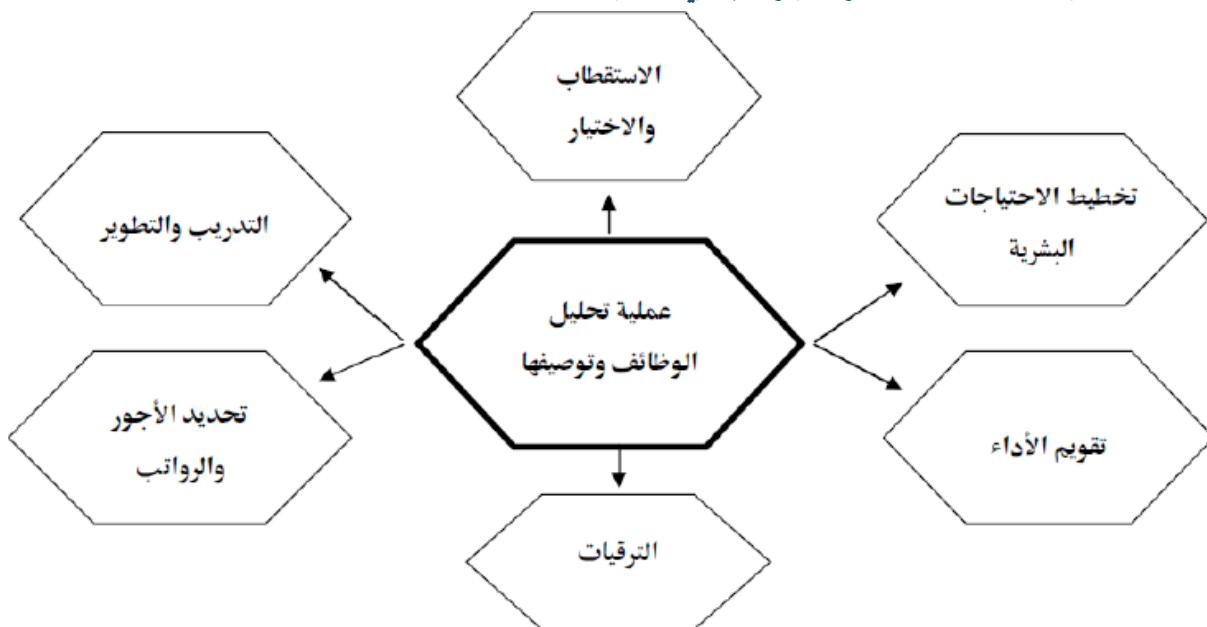 الاستقطاب
والاختيار
تخطيط الاحتياجات
البشرية
التدريب والتطوير
عملية تحليل
الوظائف وتوصيفها
تحديد الأجور
والرواتب
تقويم الأداء
الترقيات